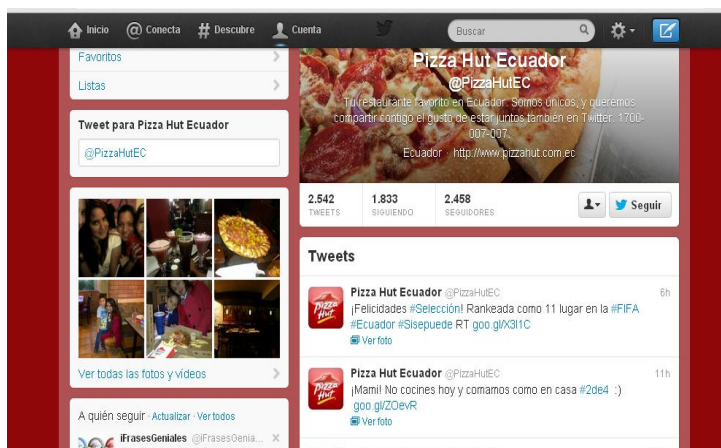 Inicio
Conecta
Descubre
Cuenta
Buscar
Favoritos
Listas
Tweet para Pizza Hut Ecuador
@PizzaHutEC
Ver todas las fotos y vídeos
A quién seguir · Actualizar · Ver todos
iFrasesGeniales @iFrasesGenia...
Pizza Hut Ecuador
@PizzaHutEC
Tu restaurante favorito en Ecuador. Somos únicos, y queremos
compartir contigo el gusto de estar juntos también en Twitter. 1700-
007-007.
Ecuador · http://www.pizzahut.com.ec
2.542 1.833 2.458
TWEETS SIGUIENDO SEGUIDORES
Seguir
Tweets
Pizza Hut Ecuador @PizzaHutEC 6h
¡Felicidades #Selección! Rankeada como 11 lugar en la #FIFA
#Ecuador #Sisepuede RT goo.gl/X3I1C
Ver foto
Pizza Hut Ecuador @PizzaHutEC 11h
¡Mami! No cocines hoy y comamos como en casa #2de4 :)
goo.gl/ZOevR
Ver foto